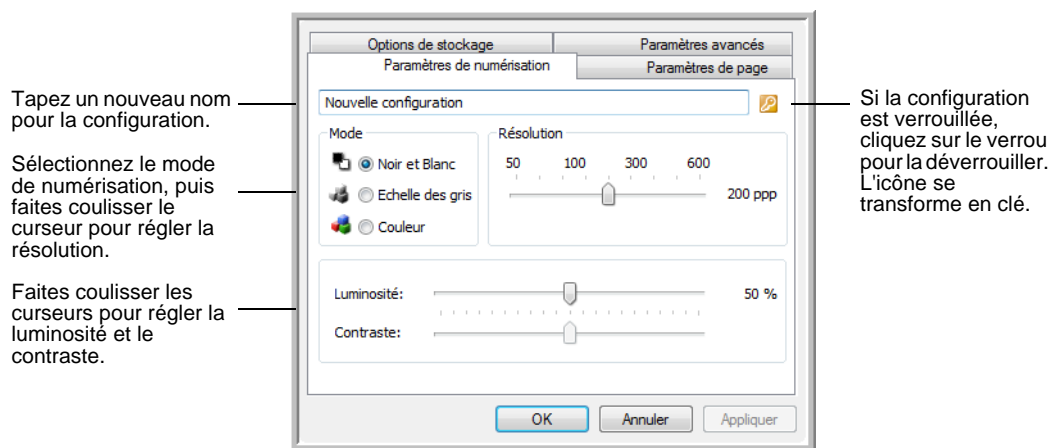 Tapez un nouveau nom
pour la configuration.
Sélectionnez le mode
de numérisation, puis
faites coulisser le
curseur pour régler la
résolution.
Faites coulisser les
curseurs pour régler la
luminosité et le
contraste.
Options de stockage
Paramètres avancés
Paramètres de numérisation
Paramètres de page
Nouvelle configuration
Mode
Noir et Blanc
Echelle des gris
Couleur
Résolution
50 100 300 600
200 ppp
Luminosité:
50 %
Contraste:
OK
Annuler
Appliquer
Si la configuration
est verrouillée,
cliquez sur le verrou
pour la déverrouiller.
L'icône se
transforme en clé.